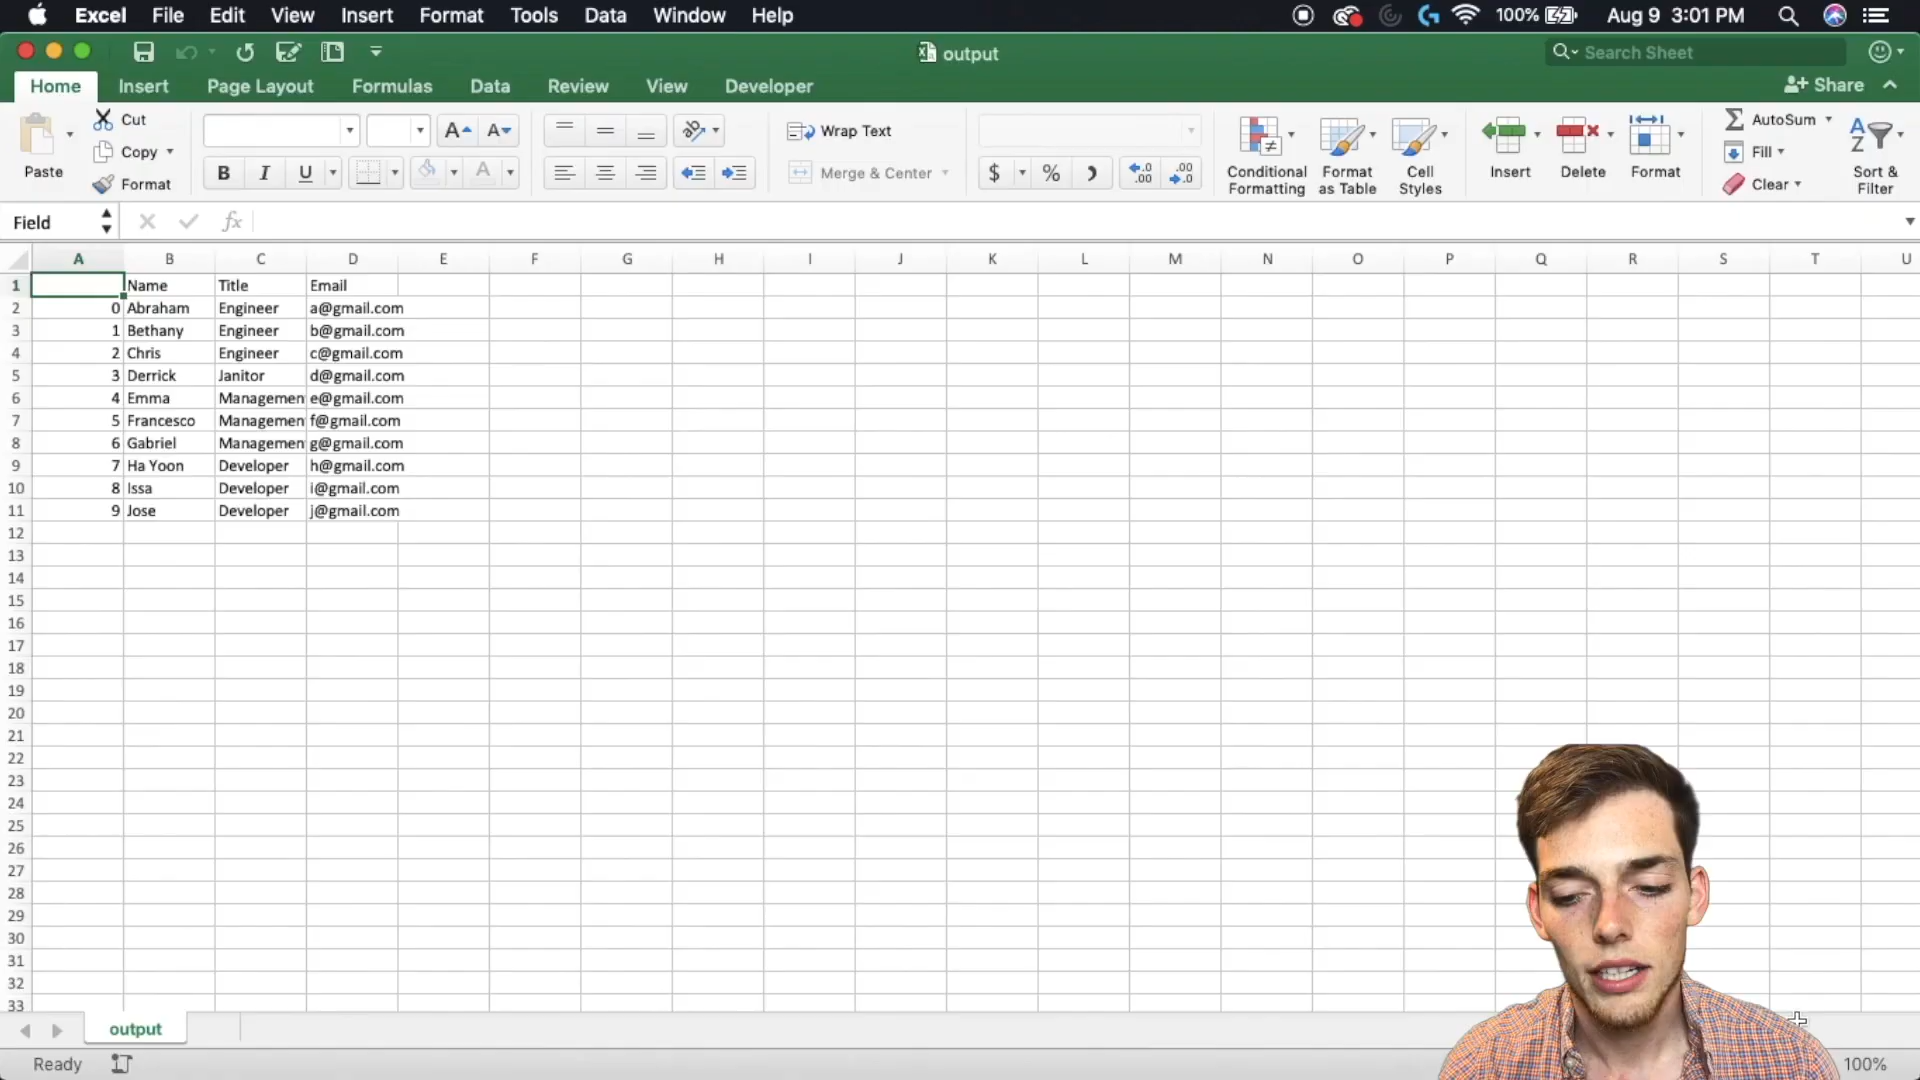 Excel File Edit View Insert Format Tools Data Window Help 100% Aug 9 3:01 PM
output Search Sheet
Home Insert Page Layout Formulas Data Review View Developer Share
Cut
Copy
Format
Paste
B I U
A A
A
Wrap Text
Merge & Center
$ % )
.0 .00
.00 .0
Conditional Formatting
Format as Table
Cell Styles
Insert
Delete
Format
AutoSum
Fill
Clear
Sort & Filter
Field fx
A B C D E F G H I J K L M N O P Q R S T U
1 Name Title Email
2 0 Abraham Engineer a@gmail.com
3 1 Bethany Engineer b@gmail.com
4 2 Chris Engineer c@gmail.com
5 3 Derrick Janitor d@gmail.com
6 4 Emma Managemen e@gmail.com
7 5 Francesco Managemen f@gmail.com
8 6 Gabriel Managemen g@gmail.com
9 7 Ha Yoon Developer h@gmail.com
10 8 Issa Developer i@gmail.com
11 9 Jose Developer j@gmail.com
12
13
14
15
16
17
18
19
20
21
22
23
24
25
26
27
28
29
30
31
32
33
output
Ready 100%